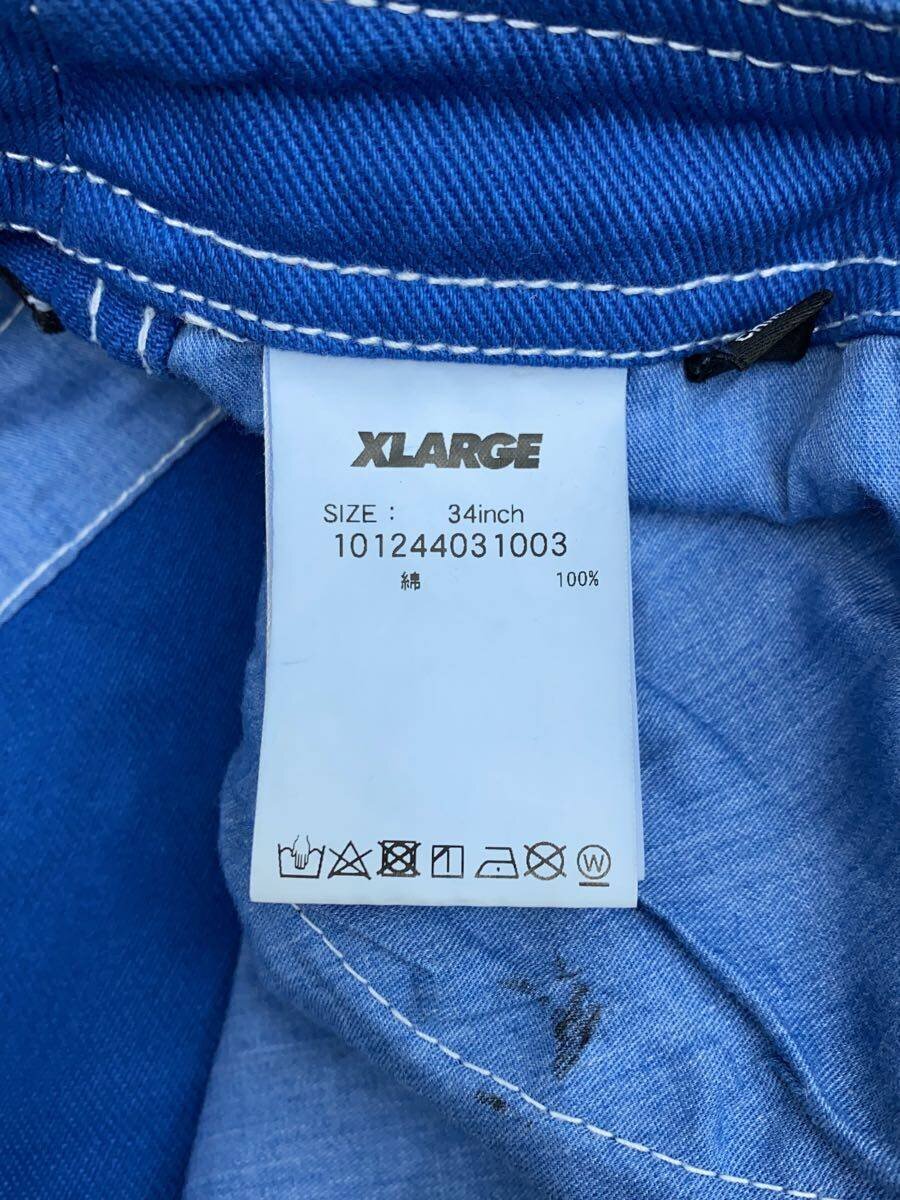 XLARGE
SIZE : 34inch
101244031003
綿 100%
W